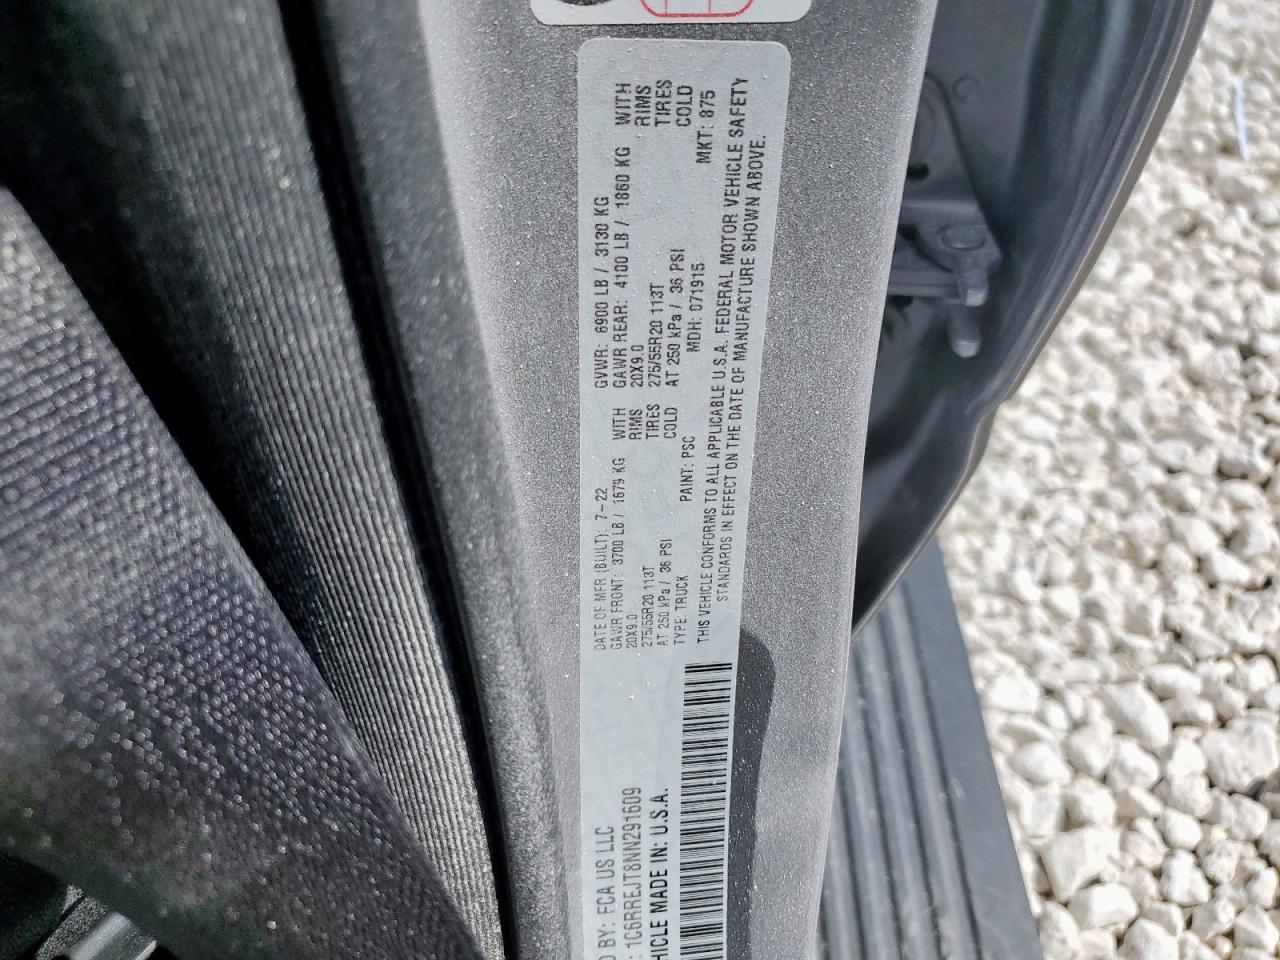 DATE OF MFR (BUILT): 7-22
GVWR: 6900 LB / 3130 KG
GAWR FRONT: 3700 LB / 1679 KG WITH
GAWR REAR: 4100 LB / 1860 KG WITH
20X9.0 RIMS
20X9.0 RIMS
275/55R20 113T TIRES
275/55R20 113T TIRES
AT 250 kPa / 36 PSI COLD
AT 250 kPa / 36 PSI COLD
TYPE: TRUCK PAINT: PSC MDH: 071915 MKT: 875
THIS VEHICLE CONFORMS TO ALL APPLICABLE U.S.A. FEDERAL MOTOR VEHICLE SAFETY
STANDARDS IN EFFECT ON THE DATE OF MANUFACTURE SHOWN ABOVE.
D BY: FCA US LLC
: 1C6RREJT8NN291609
HICLE MADE IN: U.S.A.